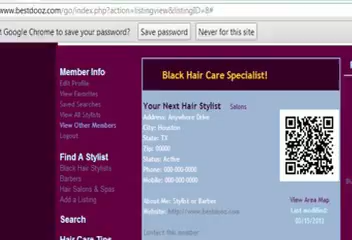 www.bestdooz.com/go/index.php?action=listingview&listingID=8#
t Google Chrome to save your password? Save password Never for this site
Member Info
Edit Profile
View Favorites
Saved Searches
View All Stylists
View Other Members
Logout
Find A Stylist
Black Hair Stylists
Barbers
Hair Salons & Spas
Add a Listing
Search
Hair Care Tips
Black Hair Care Specialist!
Your Next Hair Stylist Salons
Address: Anywhere Drive
City: Houston
State: TX
Zip: 00000
Status: Active
Phone: 000-000-0000
Mobile: 000-000-0000
About Me: Stylist or Barber
Website: http://www.bestdooz.com
Contact this member
View Area Map
Last modified